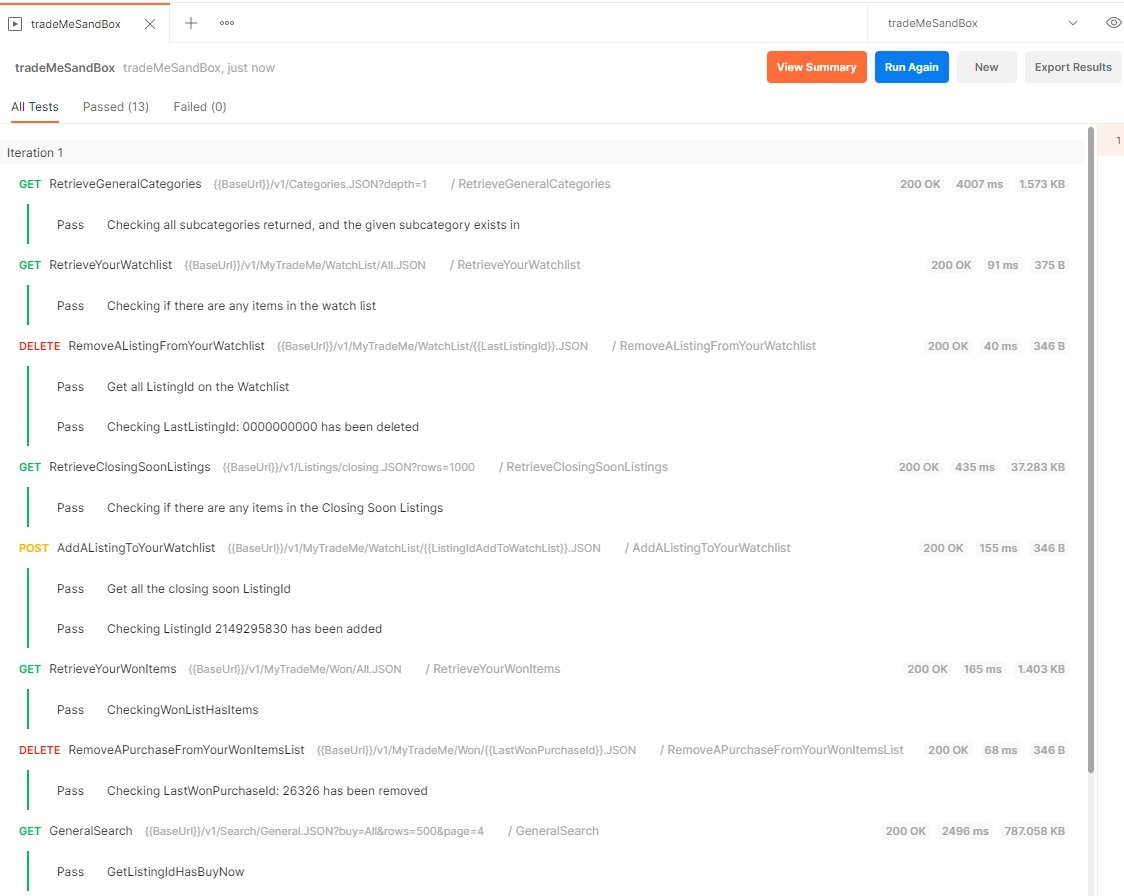 tradeMeSandBox tradeMeSandBox
tradeMeSandBox tradeMeSandBox, just now View Summary Run Again New Export Results
All Tests Passed (13) Failed (0)
1
Iteration 1
GET RetrieveGeneralCategories {{BaseUrl}}/v1/Categories.JSON?depth=1 / RetrieveGeneralCategories 200 OK 4007 ms 1.573 KB
Pass Checking all subcategories returned, and the given subcategory exists in
GET RetrieveYourWatchlist {{BaseUrl}}/v1/MyTradeMe/WatchList/All.JSON / RetrieveYourWatchlist 200 OK 91 ms 375 B
Pass Checking if there are any items in the watch list
DELETE RemoveAListingFromYourWatchlist {{BaseUrl}}/v1/MyTradeMe/WatchList/{{LastListingId}}.JSON / RemoveAListingFromYourWatchlist 200 OK 40 ms 346 B
Pass Get all ListingId on the Watchlist
Pass Checking LastListingId: 0000000000 has been deleted
GET RetrieveClosingSoonListings {{BaseUrl}}/v1/Listings/closing.JSON?rows=1000 / RetrieveClosingSoonListings 200 OK 435 ms 37.283 KB
Pass Checking if there are any items in the Closing Soon Listings
POST AddAListingToYourWatchlist {{BaseUrl}}/v1/MyTradeMe/WatchList/{{ListingIdAddToWatchList}}.JSON / AddAListingToYourWatchlist 200 OK 155 ms 346 B
Pass Get all the closing soon ListingId
Pass Checking ListingId 2149295830 has been added
GET RetrieveYourWonItems {{BaseUrl}}/v1/MyTradeMe/Won/All.JSON / RetrieveYourWonItems 200 OK 165 ms 1.403 KB
Pass CheckingWonListHasItems
DELETE RemoveAPurchaseFromYourWonItemsList {{BaseUrl}}/v1/MyTradeMe/Won/{{LastWonPurchaseId}}.JSON / RemoveAPurchaseFromYourWonItemsList 200 OK 68 ms 346 B
Pass Checking LastWonPurchaseId: 26326 has been removed
GET GeneralSearch {{BaseUrl}}/v1/Search/General.JSON?buy=All&rows=500&page=4 / GeneralSearch 200 OK 2496 ms 787.058 KB
Pass GetListingIdHasBuyNow